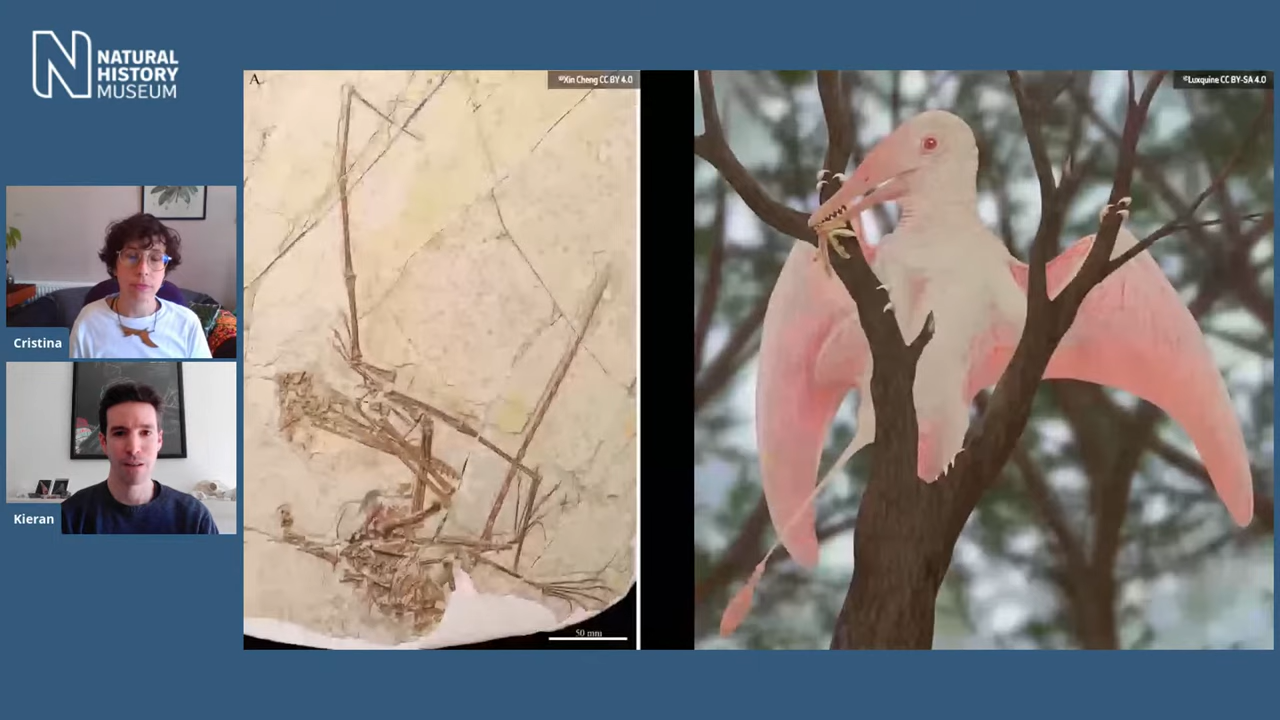 NATURAL
HISTORY
MUSEUM
A
©Xin Cheng CC BY 4.0
©Luxquine CC BY-SA 4.0
Cristina
Kieran
50 mm